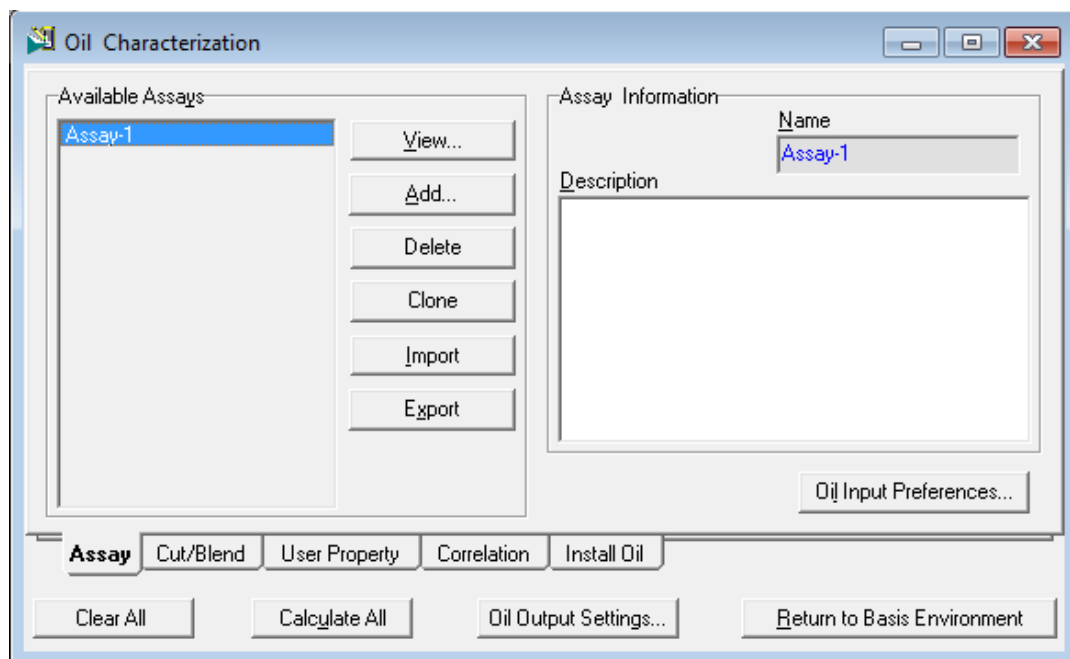 Oil Characterization
Available Assays
Assay-1
View...
Add...
Delete
Clone
Import
Export
Assay Information
Name
Assay-1
Description
Oil Input Preferences...
Assay Cut/Blend User Property Correlation Install Oil
Clear All Calculate All Oil Output Settings... Return to Basis Environment